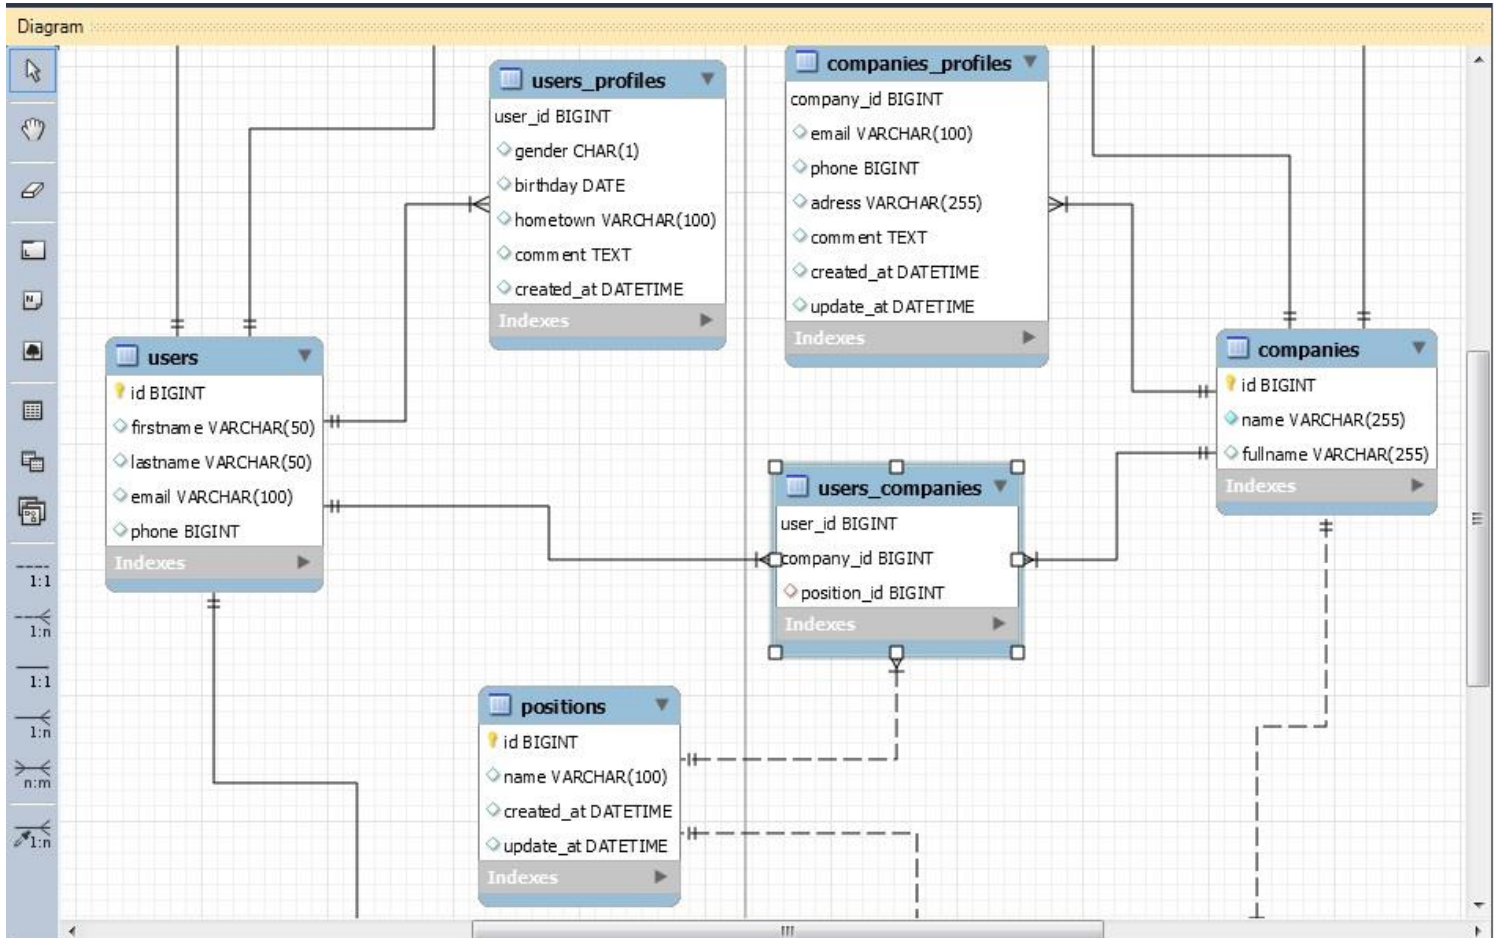 Diagram
users_profiles
user_id BIGINT
gender CHAR(1)
birthday DATE
hometown VARCHAR(100)
comment TEXT
created_at DATETIME
Indexes
companies_profiles
company_id BIGINT
email VARCHAR(100)
phone BIGINT
adress VARCHAR(255)
comment TEXT
created_at DATETIME
update_at DATETIME
Indexes
users
id BIGINT
firstname VARCHAR(50)
lastname VARCHAR(50)
email VARCHAR(100)
phone BIGINT
Indexes
companies
id BIGINT
name VARCHAR(255)
fullname VARCHAR(255)
Indexes
users_companies
user_id BIGINT
company_id BIGINT
position_id BIGINT
Indexes
positions
id BIGINT
name VARCHAR(100)
created_at DATETIME
update_at DATETIME
Indexes
1:1
1:n
1:1
1:n
n:m
1:n